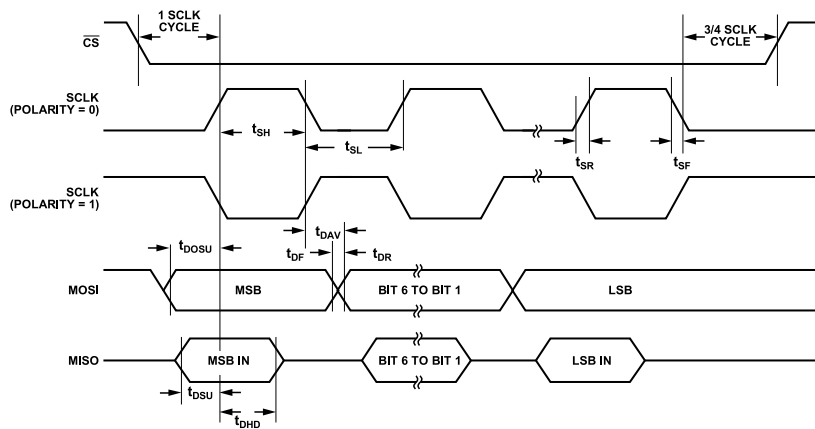 1 SCLK
CYCLE
3/4 SCLK
CYCLE
CS
SCLK
(POLARITY = 0)
tSH
tSL
tSR
tSF
SCLK
(POLARITY = 1)
tDAV
tDOSU
tDF
tDR
MOSI
MSB
BIT 6 TO BIT 1
LSB
MISO
MSB IN
BIT 6 TO BIT 1
LSB IN
tDSU
tDHD